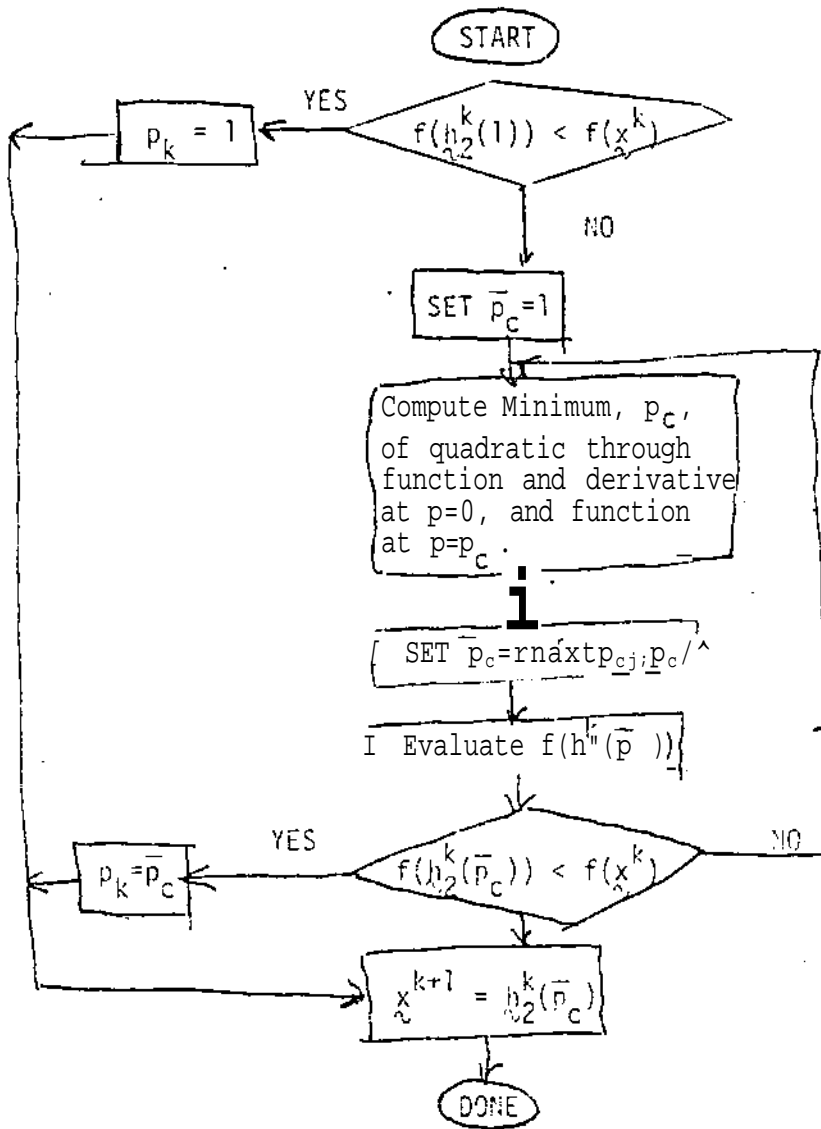 START
YES
p_k = 1
f(h_2^k(1)) < f(x^k)
NO
SET p̅_c=1
Compute Minimum, p_c,
of quadratic through
function and derivative
at p=0, and function
at p=p_c.
SET p̅_c=
I Evaluate f(h'"(p̅ ))
YES
p_k=p̅_c
f(h_2^k(p̅_c)) < f(x^k)
NO
x^{k+1} = h_2^k(p̅_c)
DONE